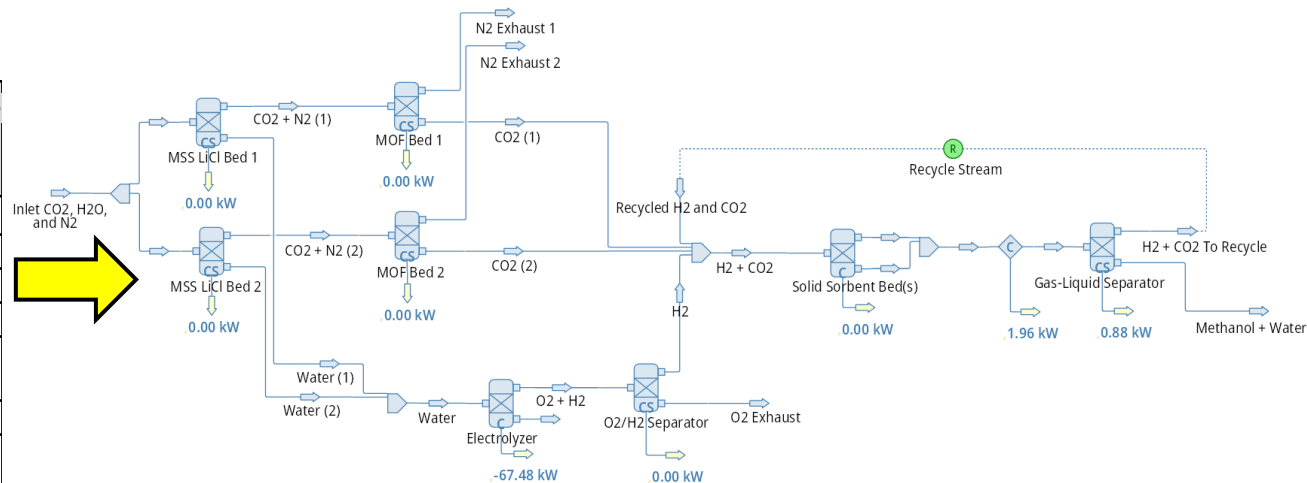 N2 Exhaust 1
N2 Exhaust 2
CO2 + N2 (1)
CS
MSS LiCl Bed 1
0.00 kW
CS
MOF Bed 1
0.00 kW
CO2 (1)
R
Recycle Stream
Inlet CO2, H2O,
and N2
CO2 + N2 (2)
CS
MSS LiCl Bed 2
0.00 kW
CS
MOF Bed 2
0.00 kW
CO2 (2)
Recycled H2 and CO2
H2 + CO2
H2
C
Solid Sorbent Bed(s)
0.00 kW
C
1.96 kW
CS
Gas-Liquid Separator
0.88 kW
H2 + CO2 To Recycle
Methanol + Water
Water (1)
Water (2)
Water
C
Electrolyzer
-67.48 kW
O2 + H2
CS
O2/H2 Separator
0.00 kW
O2 Exhaust